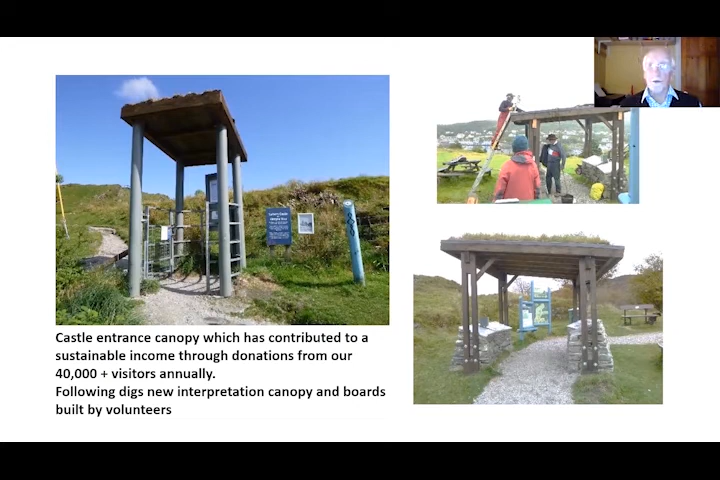 Castle entrance canopy which has contributed to a
sustainable income through donations from our
40,000 + visitors annually.
Following digs new interpretation canopy and boards
built by volunteers